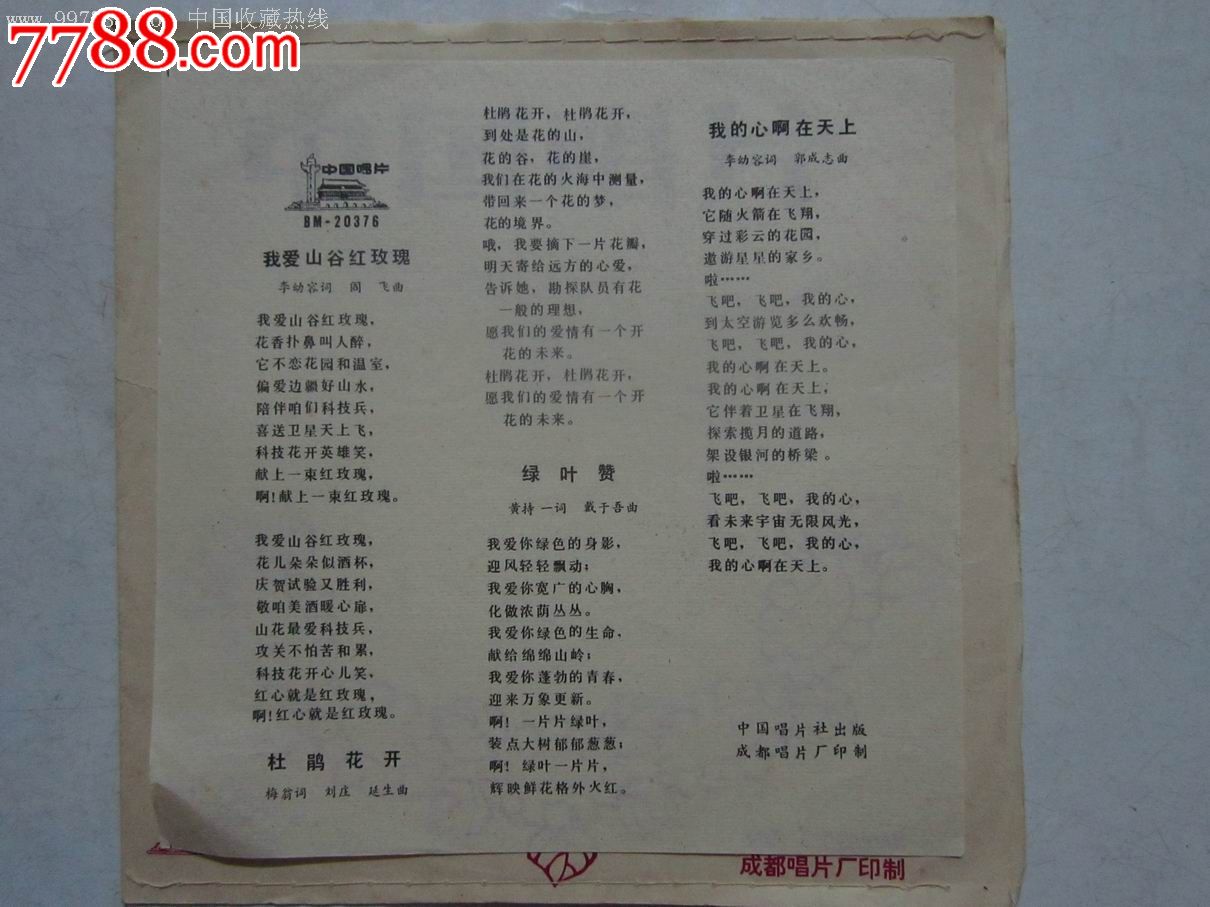 中国收藏热线
7788.com
中国唱片
BM-20376
我爱山谷红玫瑰
李幼容词 阎 飞曲
我爱山谷红玫瑰，
花香扑鼻叫人醉，
它不恋花园和温室，
偏爱边疆好山水，
陪伴咱们科技兵，
喜送卫星天上飞，
科技花开英雄笑，
献上一束红玫瑰，
啊！献上一束红玫瑰。
我爱山谷红玫瑰，
花儿朵朵似酒杯，
庆贺试验又胜利，
敬咱美酒暖心扉，
山花最爱科技兵，
攻关不怕苦和累，
科技花开心儿笑，
红心就是红玫瑰，
啊！红心就是红玫瑰。
杜鹃花开
梅翁词 刘庄 延生曲
杜鹃花开，杜鹃花开，
到处是花的山，
花的谷，花的崖，
我们在花的火海中测量，
带回来一个花的梦，
花的境界。
哦，我要摘下一片花瓣，
明天寄给远方的心爱，
告诉她，勘探队员有花
一般的理想，
愿我们的爱情有一个开
花的未来。
杜鹃花开，杜鹃花开，
愿我们的爱情有一个开
花的未来。
绿叶赞
黄持一词 戴于吾曲
我爱你绿色的身影，
迎风轻轻飘动；
我爱你宽广的心胸，
化做浓荫丛丛。
我爱你绿色的生命，
献给绵绵山岭；
我爱你蓬勃的青春，
迎来万象更新。
啊！一片片绿叶，
装点大树郁郁葱葱；
啊！绿叶一片片，
辉映鲜花格外火红。
我的心啊在天上
李幼容词 郭成志曲
我的心啊在天上，
它随火箭在飞翔，
穿过彩云的花园，
遨游星星的家乡。
啦……
飞吧，飞吧，我的心，
到太空游览多么欢畅，
飞吧，飞吧，我的心，
我的心啊在天上。
我的心啊在天上，
它伴着卫星在飞翔，
探索揽月的道路，
架设银河的桥梁。
啦……
飞吧，飞吧，我的心，
看未来宇宙无限风光，
飞吧，飞吧，我的心，
我的心啊在天上。
中国唱片社出版
成都唱片厂印制
成都唱片厂印制